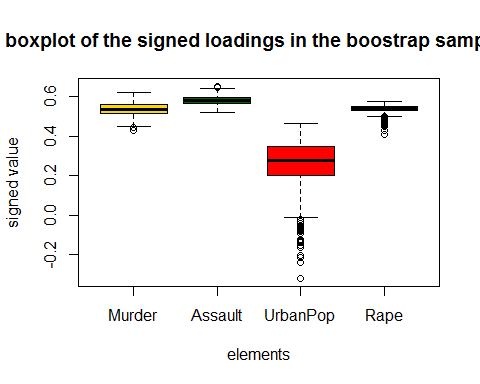 boxplot of the signed loadings in the boostrap samp
signed value
0.6
0.4
0.2
0.0
-0.2
Murder
Assault
UrbanPop
Rape
elements